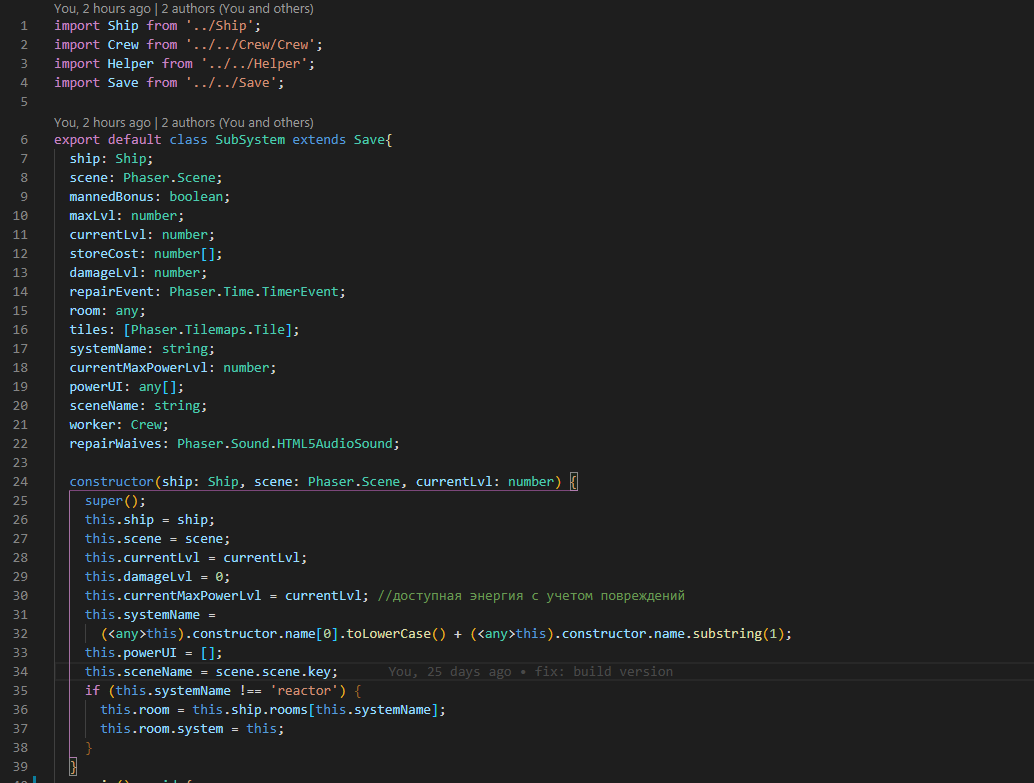 You, 2 hours ago | 2 authors (You and others)
1 import Ship from '../Ship';
2 import Crew from '../../Crew/Crew';
3 import Helper from '../../Helper';
4 import Save from '../../Save';
5
You, 2 hours ago | 2 authors (You and others)
6 export default class SubSystem extends Save{
7 ship: Ship;
8 scene: Phaser.Scene;
9 mannedBonus: boolean;
10 maxLvl: number;
11 currentLvl: number;
12 storeCost: number[];
13 damageLvl: number;
14 repairEvent: Phaser.Time.TimerEvent;
15 room: any;
16 tiles: [Phaser.Tilemaps.Tile];
17 systemName: string;
18 currentMaxPowerLvl: number;
19 powerUI: any[];
20 sceneName: string;
21 worker: Crew;
22 repairWaives: Phaser.Sound.HTML5AudioSound;
23
24 constructor(ship: Ship, scene: Phaser.Scene, currentLvl: number) {
25 super();
26 this.ship = ship;
27 this.scene = scene;
28 this.currentLvl = currentLvl;
29 this.damageLvl = 0;
30 this.currentMaxPowerLvl = currentLvl; //доступная энергия с учетом повреждений
31 this.systemName =
32 (<any>this).constructor.name[0].toLowerCase() + (<any>this).constructor.name.substring(1);
33 this.powerUI = [];
34 this.sceneName = scene.scene.key; You, 25 days ago • fix: build version
35 if (this.systemName !== 'reactor') {
36 this.room = this.ship.rooms[this.systemName];
37 this.room.system = this;
38 }
39 }